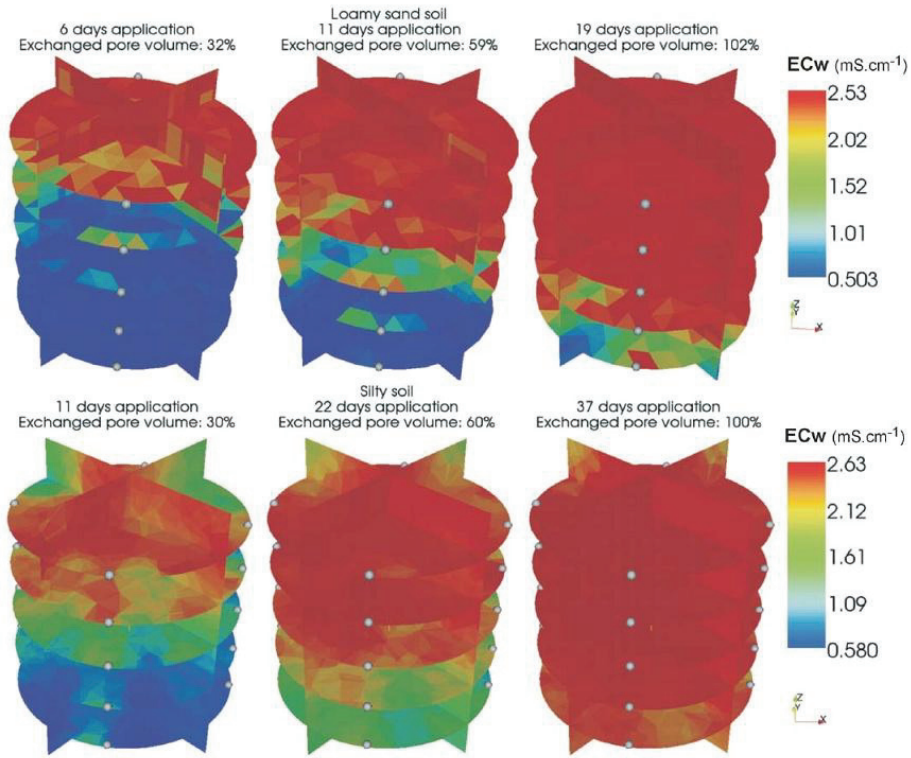 Loamy sand soil
6 days application
Exchanged pore volume: 32%
11 days application
Exchanged pore volume: 59%
19 days application
Exchanged pore volume: 102%
ECw (mS.cm⁻¹)
2.53
2.02
1.52
1.01
0.503
Z
Y
X
Silty soil
11 days application
Exchanged pore volume: 30%
22 days application
Exchanged pore volume: 60%
37 days application
Exchanged pore volume: 100%
ECw (mS.cm⁻¹)
2.63
2.12
1.61
1.09
0.580
Z
Y
X